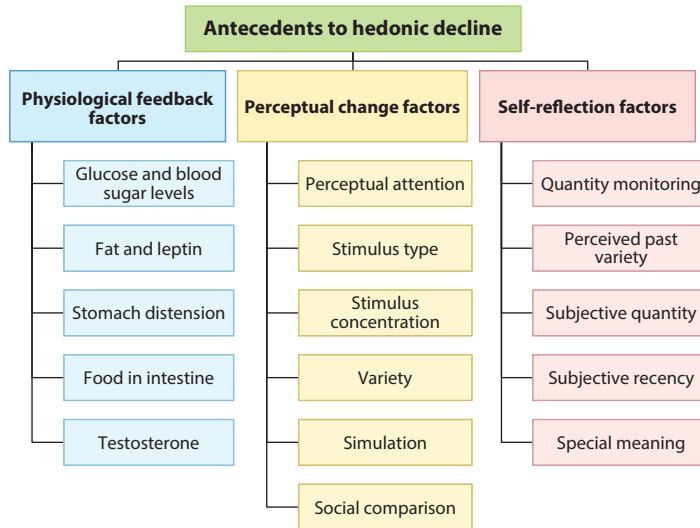 Antecedents to hedonic decline
Physiological feedback
factors
Glucose and blood
sugar levels
Fat and leptin
Stomach distension
Food in intestine
Testosterone
Perceptual change factors
Perceptual attention
Stimulus type
Stimulus
concentration
Variety
Simulation
Social comparison
Self-reflection factors
Quantity monitoring
Perceived past
variety
Subjective quantity
Subjective recency
Special meaning